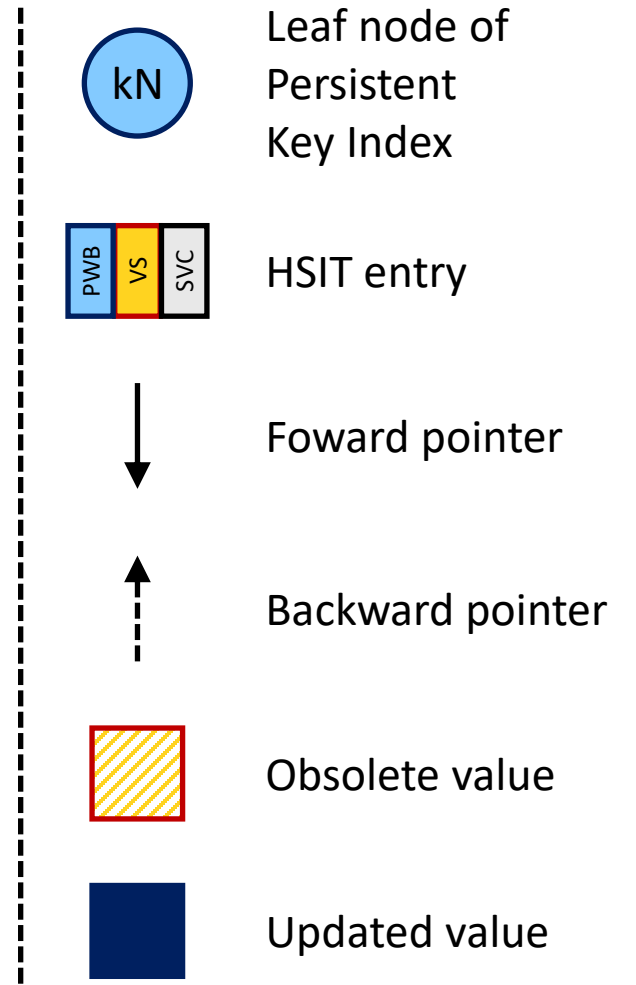 kN
Leaf node of
Persistent
Key Index
PWB
VS
SVC
HSIT entry
Foward pointer
Backward pointer
Obsolete value
Updated value